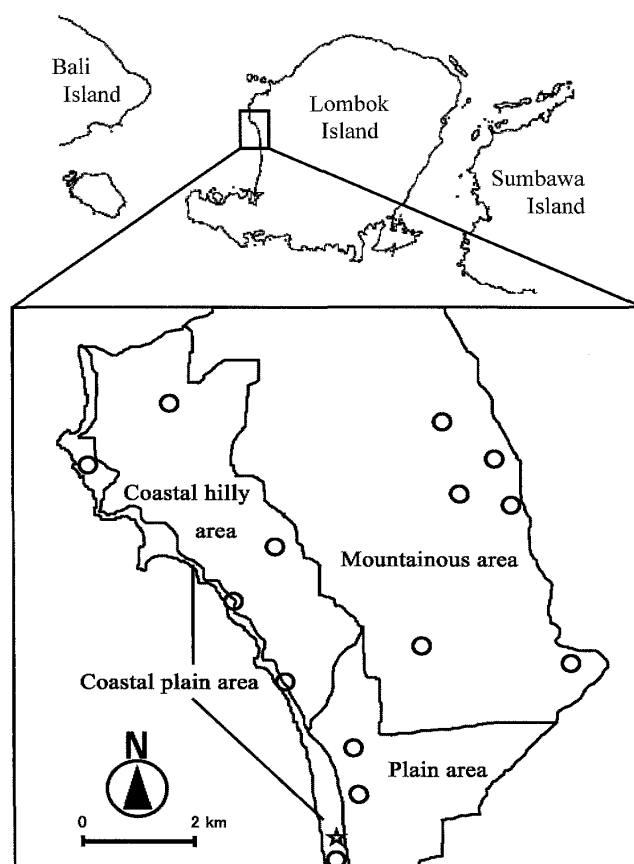 Bali
Island
Lombok
Island
Sumbawa
Island
Coastal hilly
area
Mountainous area
Coastal plain area
Plain area
N
0 2 km